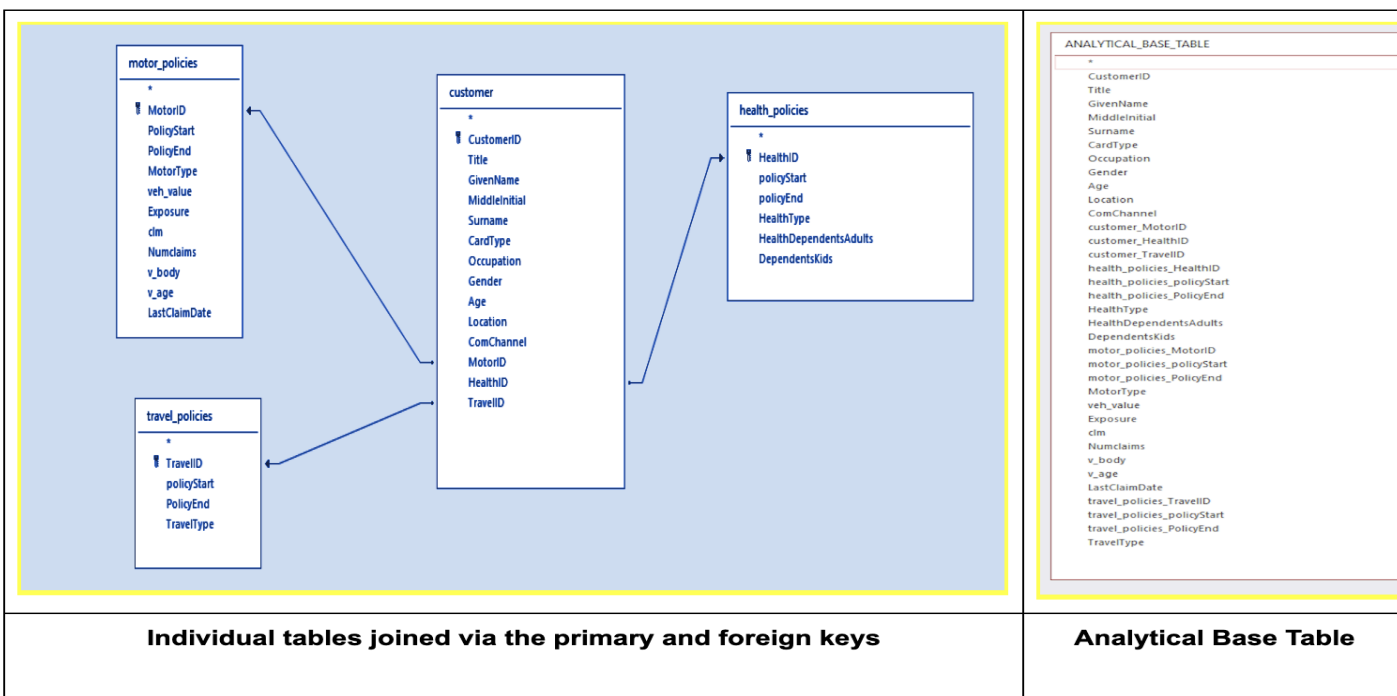 motor_policies
*
MotorID
PolicyStart
PolicyEnd
MotorType
veh_value
Exposure
clm
Numclaims
v_body
v_age
LastClaimDate
travel_policies
*
TravelID
policyStart
PolicyEnd
TravelType
customer
*
CustomerID
Title
GivenName
MiddleInitial
Surname
CardType
Occupation
Gender
Age
Location
ComChannel
MotorID
HealthID
TravelID
health_policies
*
HealthID
policyStart
policyEnd
HealthType
HealthDependentsAdults
DependentsKids
ANALYTICAL_BASE_TABLE
*
CustomerID
Title
GivenName
MiddleInitial
Surname
CardType
Occupation
Gender
Age
Location
ComChannel
customer_MotorID
customer_HealthID
customer_TravelID
health_policies_HealthID
health_policies_policyStart
health_policies_PolicyEnd
HealthType
HealthDependentsAdults
DependentsKids
motor_policies_MotorID
motor_policies_policyStart
motor_policies_PolicyEnd
MotorType
veh_value
Exposure
clm
Numclaims
v_body
v_age
LastClaimDate
travel_policies_TravelID
travel_policies_policyStart
travel_policies_PolicyEnd
TravelType
Individual tables joined via the primary and foreign keys
Analytical Base Table